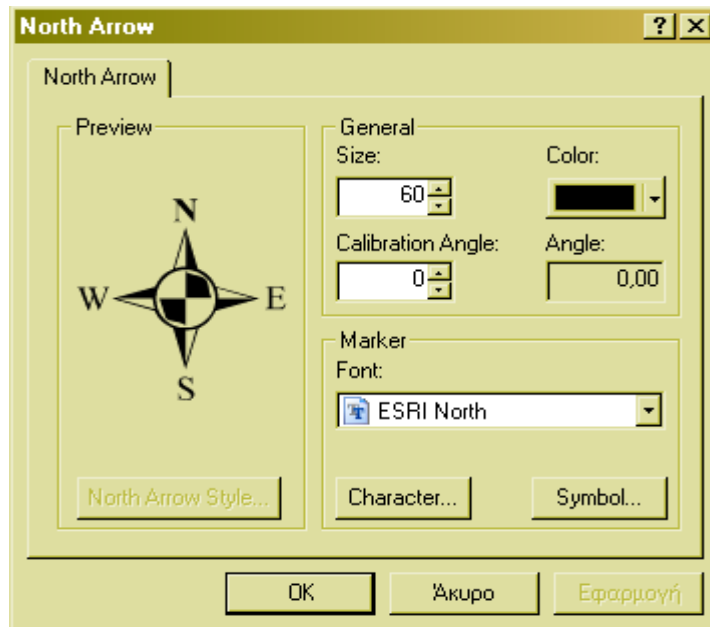 North Arrow
North Arrow
Preview
N
W E
S
North Arrow Style...
General
Size: Color:
60
Calibration Angle: Angle:
0 0,00
Marker
Font:
ESRI North
Character... Symbol...
OK Άκυρο Εφαρμογή